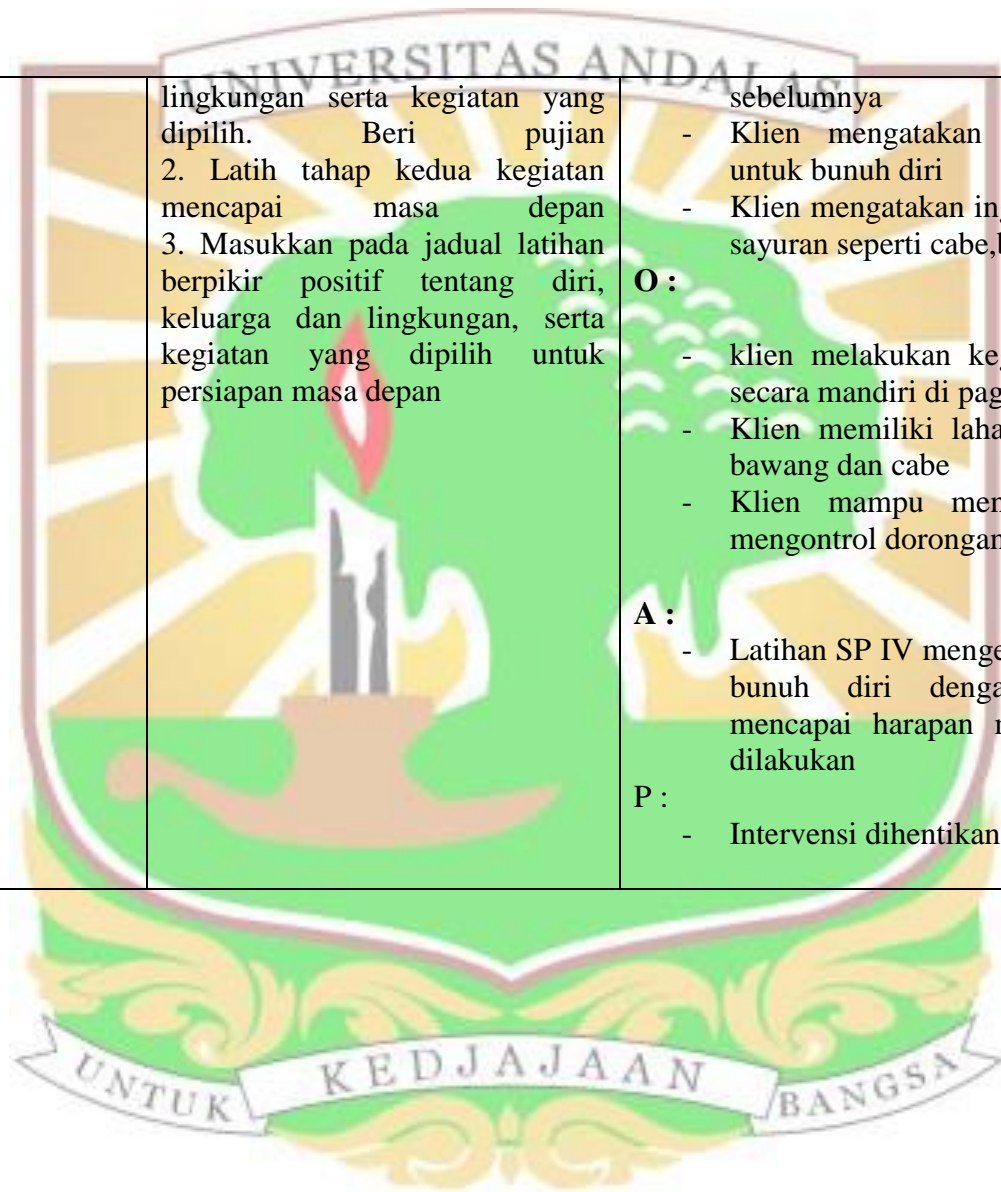 UNIVERSITAS ANDALAS
lingkungan serta kegiatan yang
dipilih. Beri pujian
2. Latih tahap kedua kegiatan
mencapai masa depan
3. Masukkan pada jadual latihan
berpikir positif tentang diri,
keluarga dan lingkungan, serta
kegiatan yang dipilih untuk
persiapan masa depan
sebelumnya
- Klien mengatakan
untuk bunuh diri
- Klien mengatakan
sayuran seperti cabe,
O :
- klien melakukan
secara mandiri di
- Klien memiliki
bawang dan cabe
- Klien mampu
mengontrol
A :
- Latihan SP IV
bunuh diri
mencapai harapan
dilakukan
P :
- Intervensi dihentikan
UNTUK KEDJAJAAN BANGSA